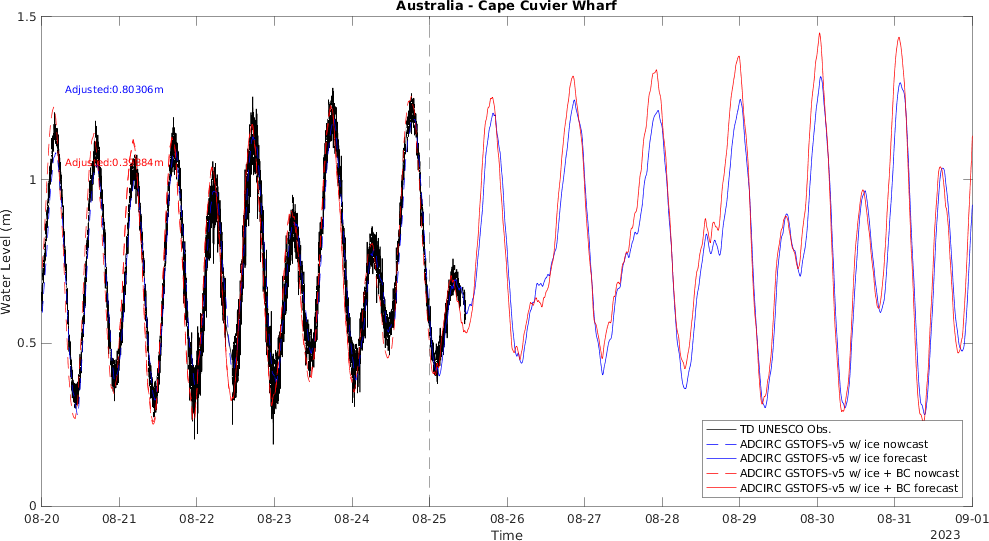 Australia - Cape Cuvier Wharf
1.5
Adjusted:0.80306m
1
0.5
0
Water Level (m)
08-20 08-21 08-22 08-23 08-24 08-25 08-26 08-27 08-28 08-29 08-30 08-31 09-01
Time
2023
TD UNESCO Obs.
ADCIRC GSTOFS-v5 w/ ice nowcast
ADCIRC GSTOFS-v5 w/ ice forecast
ADCIRC GSTOFS-v5 w/ ice + BC nowcast
ADCIRC GSTOFS-v5 w/ ice + BC forecast